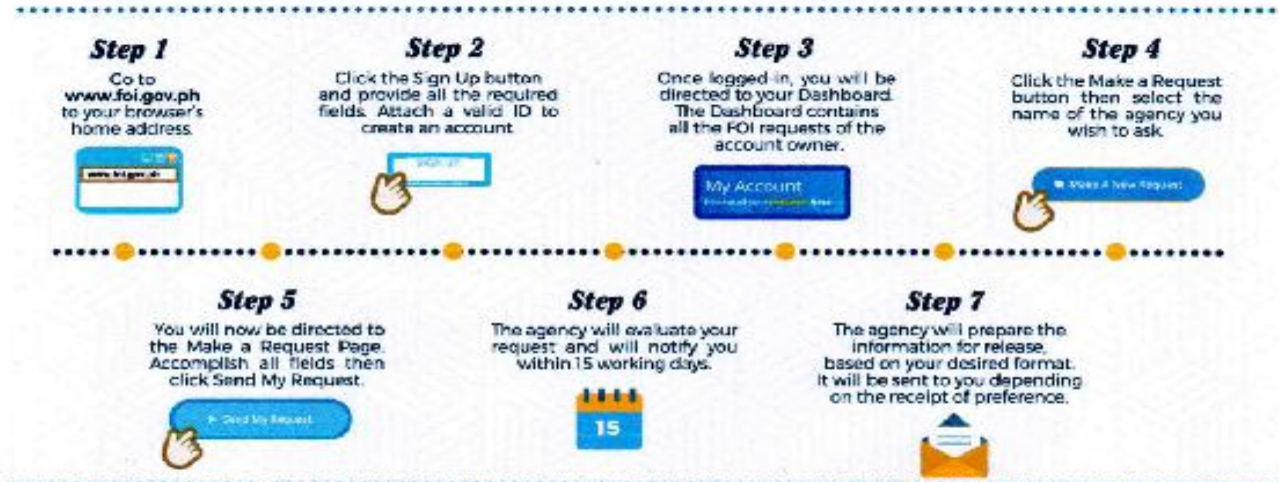 Step 1
Go to
www.foi.gov.ph
to your browser's
home address.
www.foi.gov.ph
Step 2
Click the Sign Up button
and provide all the required
fields. Attach a valid ID to
create an account
SIGN UP
Step 3
Once logged-in, you will be
directed to your Dashboard.
The Dashboard contains
all the FOI requests of the
account owner.
My Account
Step 4
Click the Make a Request
button then select the
name of the agency you
wish to ask.
Make A New Request
Step 5
You will now be directed to
the Make a Request Page.
Accomplish all fields then
click Send My Request.
Send My Request
Step 6
The agency will evaluate your
request and will notify you
within 15 working days.
15
Step 7
The agency will prepare the
information for release,
based on your desired format.
It will be sent to you depending
on the receipt of preference.